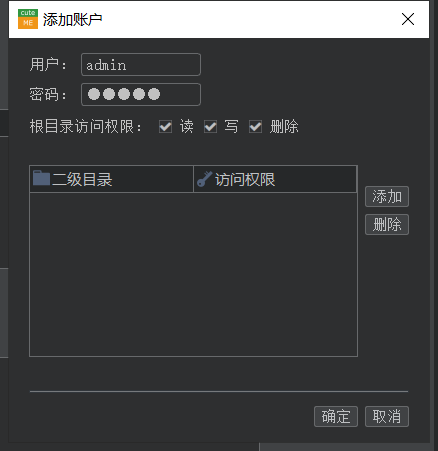 cute
ME
添加账户
用户： admin
密码： ●●●●●
根目录访问权限： 读 写 删除
二级目录 访问权限
添加
删除
确定 取消